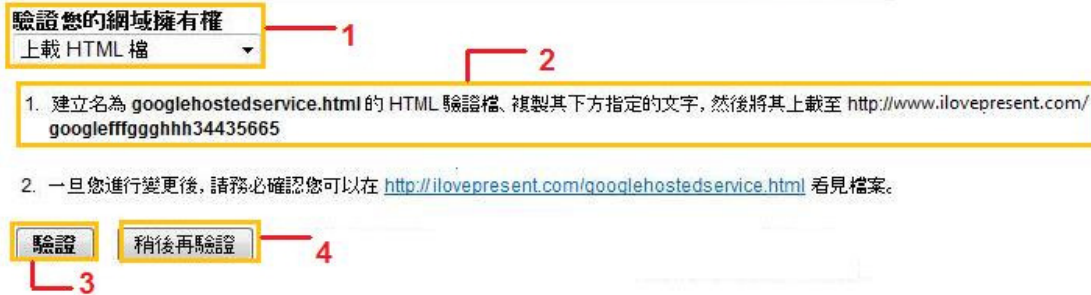 驗證您的網域擁有權
上載 HTML 檔
1
2
1. 建立名為 googlehostedservice.html 的 HTML 驗證檔、複製其下方指定的文字, 然後將其上載至 http://www.ilovepresent.com/
googlefffggghhh34435665
2. 一旦您進行變更後, 請務必確認您可以在 http://ilovepresent.com/googlehostedservice.html 看見檔案。
驗證 稍後再驗證 4
3